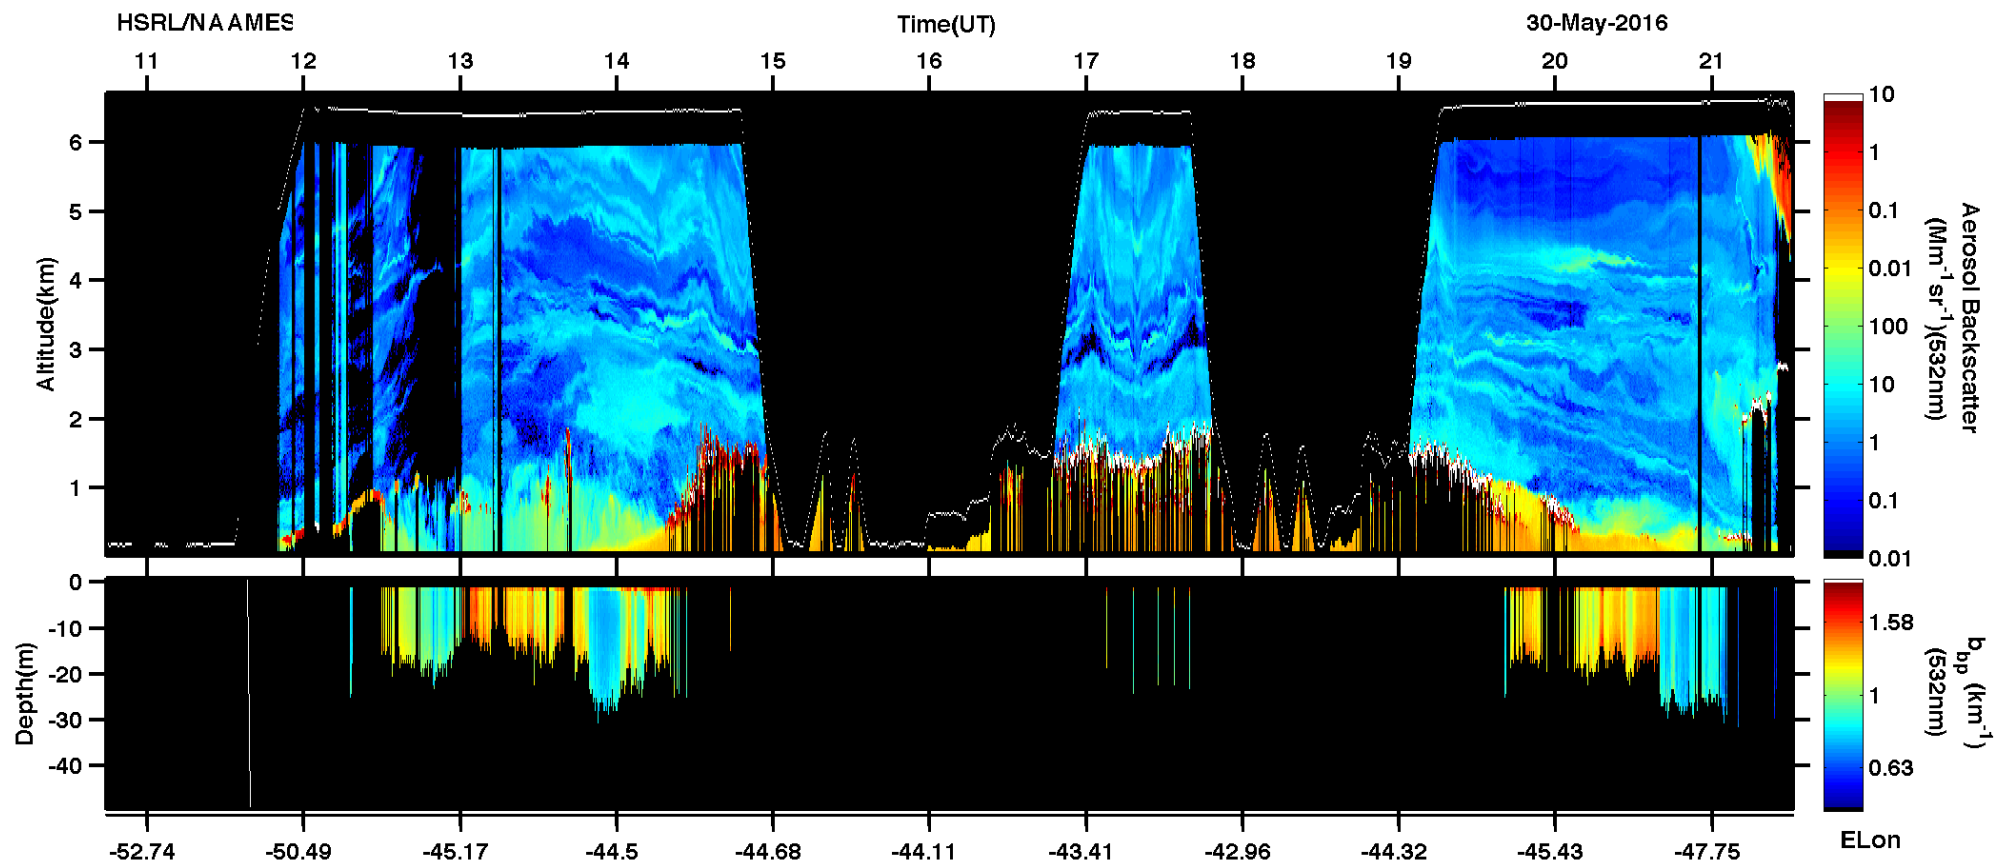 HSRL/NAAMES Time(UT) 30-May-2016
11 12 13 14 15 16 17 18 19 20 21
Altitude(km)
6
5
4
3
2
1
10
1
0.1
0.01
100
10
1
0.1
0.01
Aerosol Backscatter
(Mm⁻¹sr⁻¹)(532nm)
Depth(m)
0
-10
-20
-30
-40
1.58
1
0.63
b_bp (km⁻¹)
(532nm)
ELon
-52.74 -50.49 -45.17 -44.5 -44.68 -44.11 -43.41 -42.96 -44.32 -45.43 -47.75